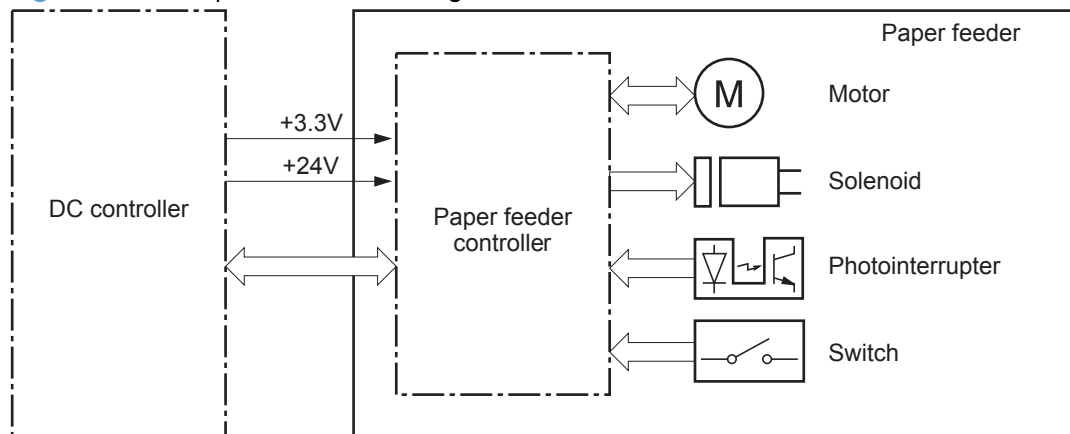 Paper feeder
Motor
M
+3.3V
+24V
Solenoid
DC controller
Paper feeder
controller
Photointerrupter
Switch